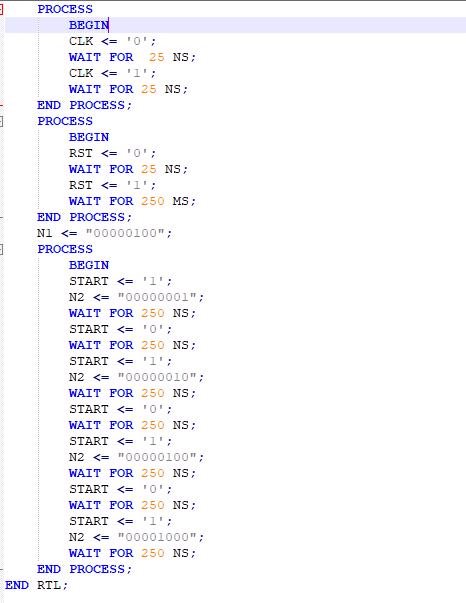 PROCESS
BEGIN
CLK <= '0';
WAIT FOR  25 NS;
CLK <= '1';
WAIT FOR 25 NS;
END PROCESS;
PROCESS
BEGIN
RST <= '0';
WAIT FOR 25 NS;
RST <= '1';
WAIT FOR 250 MS;
END PROCESS;
N1 <= "00000100";
PROCESS
BEGIN
START <= '1';
N2 <= "00000001";
WAIT FOR 250 NS;
START <= '0';
WAIT FOR 250 NS;
START <= '1';
N2 <= "00000010";
WAIT FOR 250 NS;
START <= '0';
WAIT FOR 250 NS;
START <= '1';
N2 <= "00000100";
WAIT FOR 250 NS;
START <= '0';
WAIT FOR 250 NS;
START <= '1';
N2 <= "00001000";
WAIT FOR 250 NS;
END PROCESS;
END RTL;